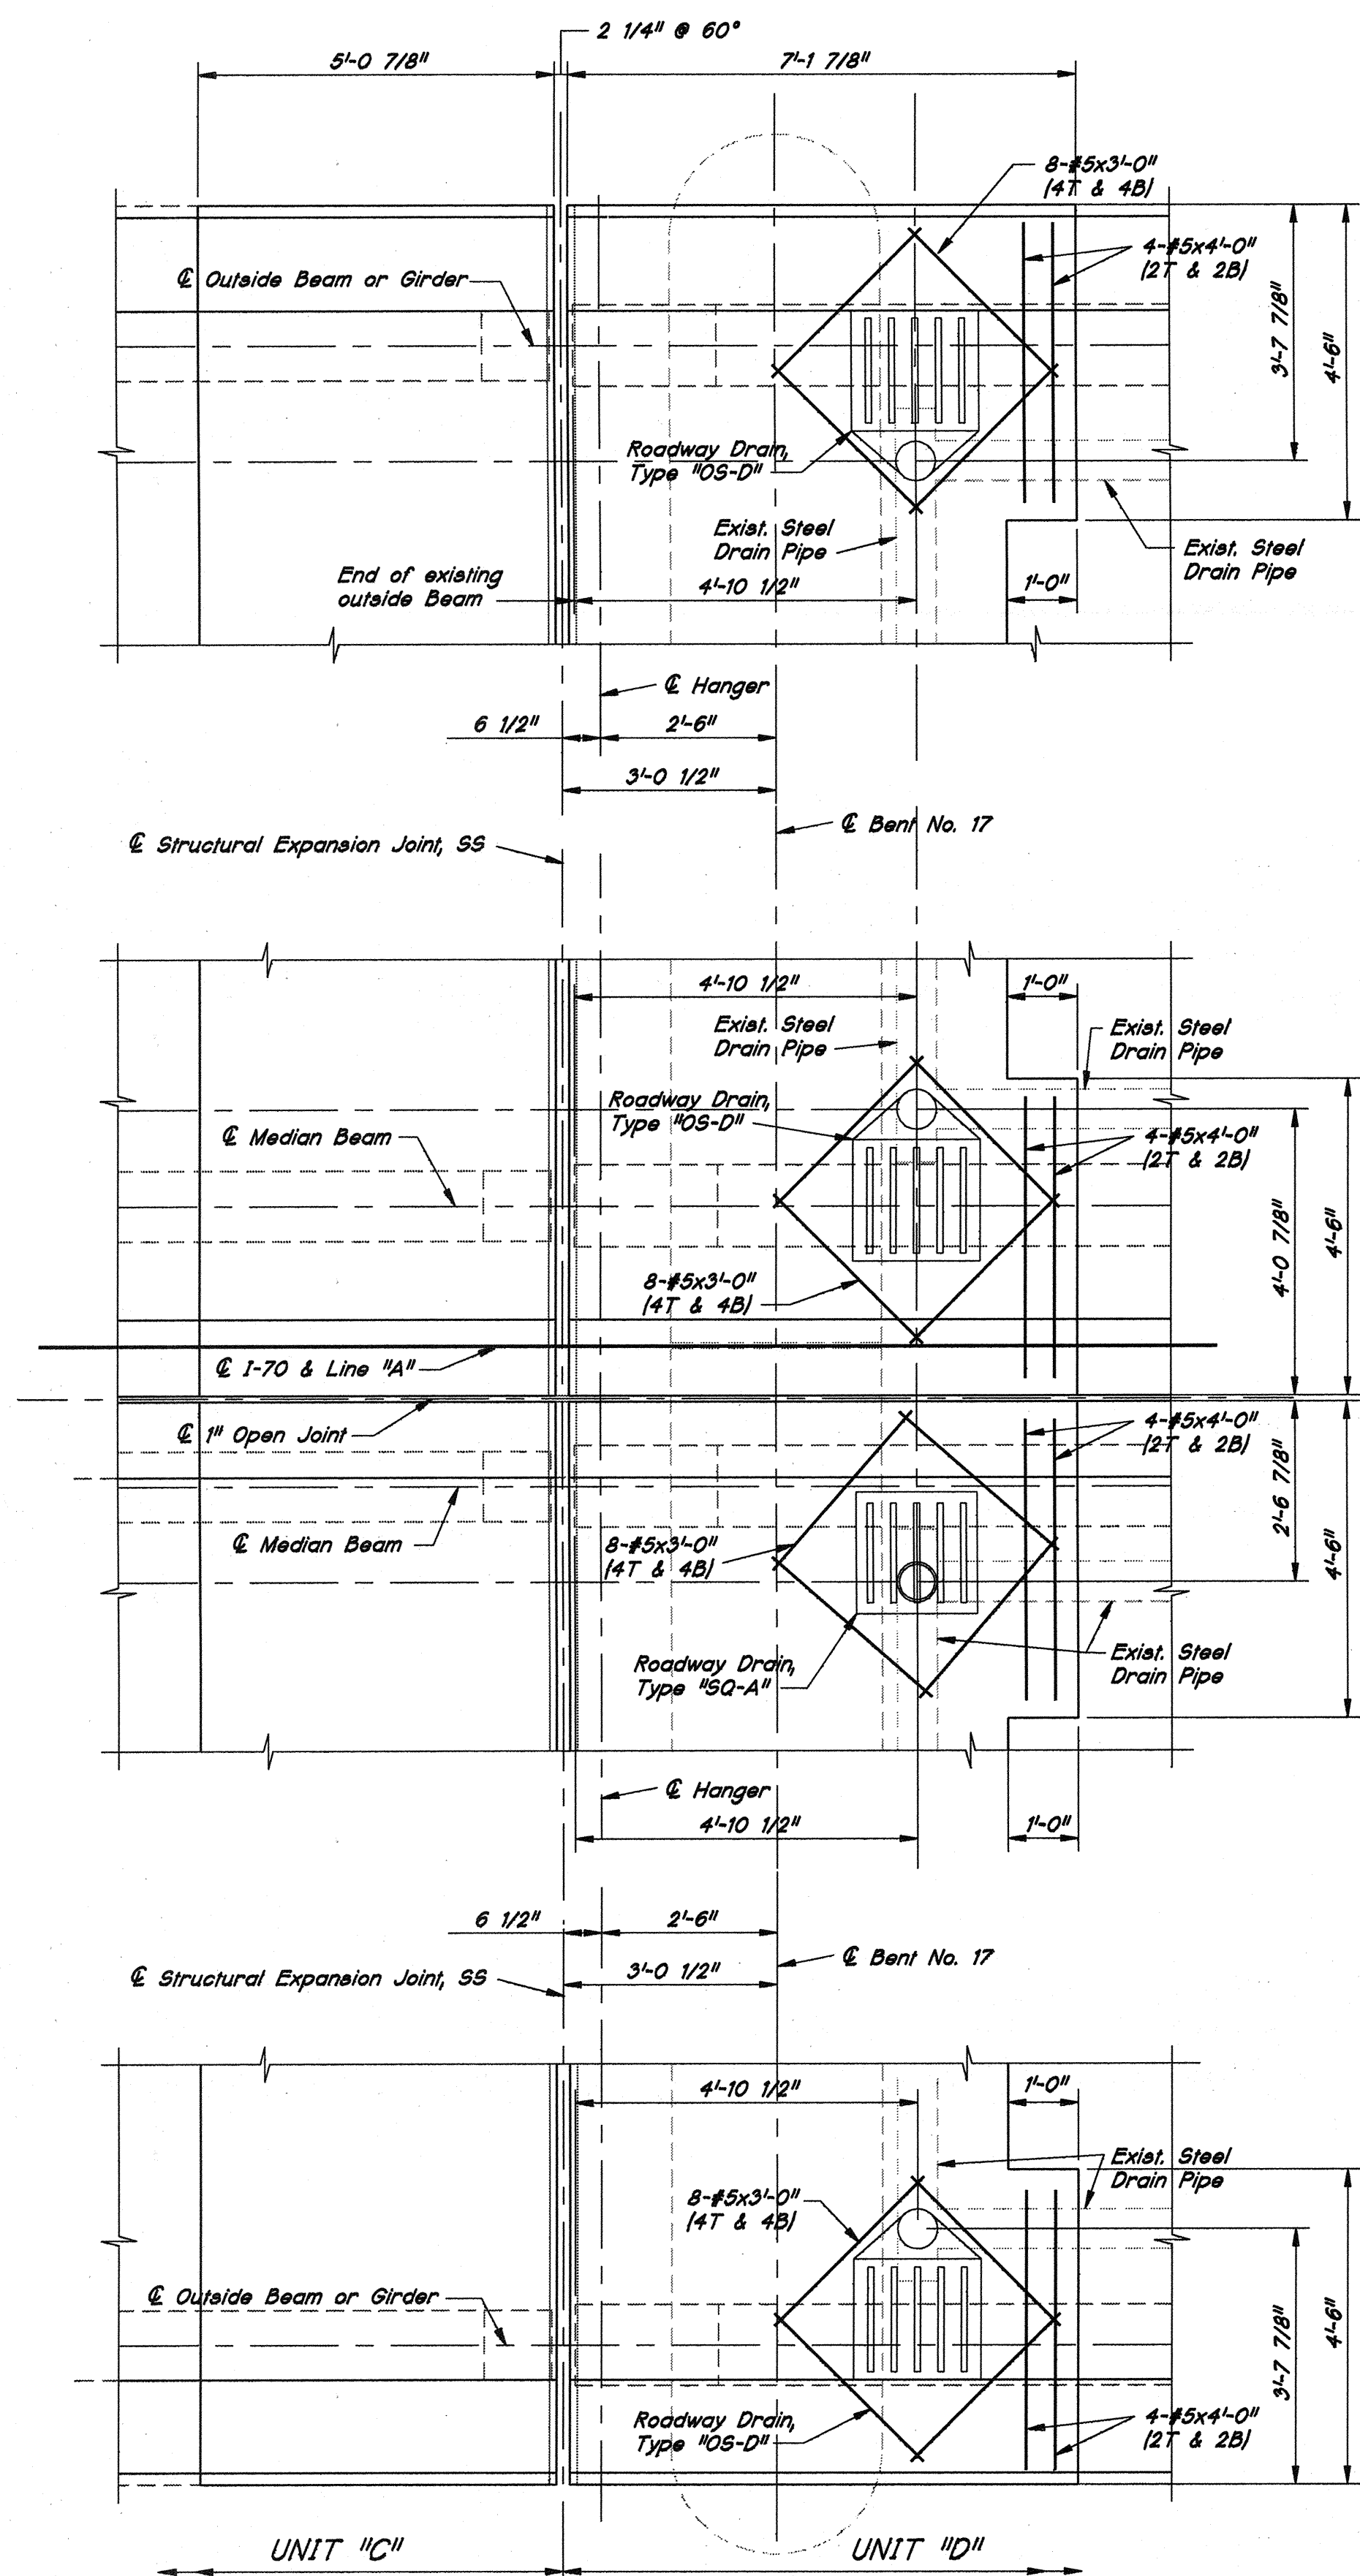 2 1/4" @ 60°
5'-0 7/8"
7'-1 7/8"
8-#5x3'-0"
(4T & 4B)
4-#5x4'-0"
(2T & 2B)
℄ Outside Beam or Girder
3'-7 7/8"
4'-6"
Roadway Drain,
Type "OS-D"
Exist. Steel
Drain Pipe
Exist. Steel
Drain Pipe
End of existing
outside Beam
4'-10 1/2"
1'-0"
℄ Hanger
6 1/2"
2'-6"
3'-0 1/2"
℄ Bent No. 17
℄ Structural Expansion Joint, SS
4'-10 1/2"
1'-0"
Exist. Steel
Drain Pipe
Exist. Steel
Drain Pipe
Roadway Drain,
Type "OS-D"
℄ Median Beam
4-#5x4'-0"
(2T & 2B)
4'-0 7/8"
4'-6"
8-#5x3'-0"
(4T & 4B)
℄ I-70 & Line "A"
℄ 1" Open Joint
4-#5x4'-0"
(2T & 2B)
2'-6 7/8"
4'-6"
℄ Median Beam
8-#5x3'-0"
(4T & 4B)
Roadway Drain,
Type "SQ-A"
Exist. Steel
Drain Pipe
℄ Hanger
4'-10 1/2"
1'-0"
6 1/2"
2'-6"
℄ Bent No. 17
℄ Structural Expansion Joint, SS
3'-0 1/2"
4'-10 1/2"
1'-0"
Exist. Steel
Drain Pipe
8-#5x3'-0"
(4T & 4B)
℄ Outside Beam or Girder
3'-7 7/8"
4'-6"
Roadway Drain,
Type "OS-D"
4-#5x4'-0"
(2T & 2B)
UNIT "C"
UNIT "D"